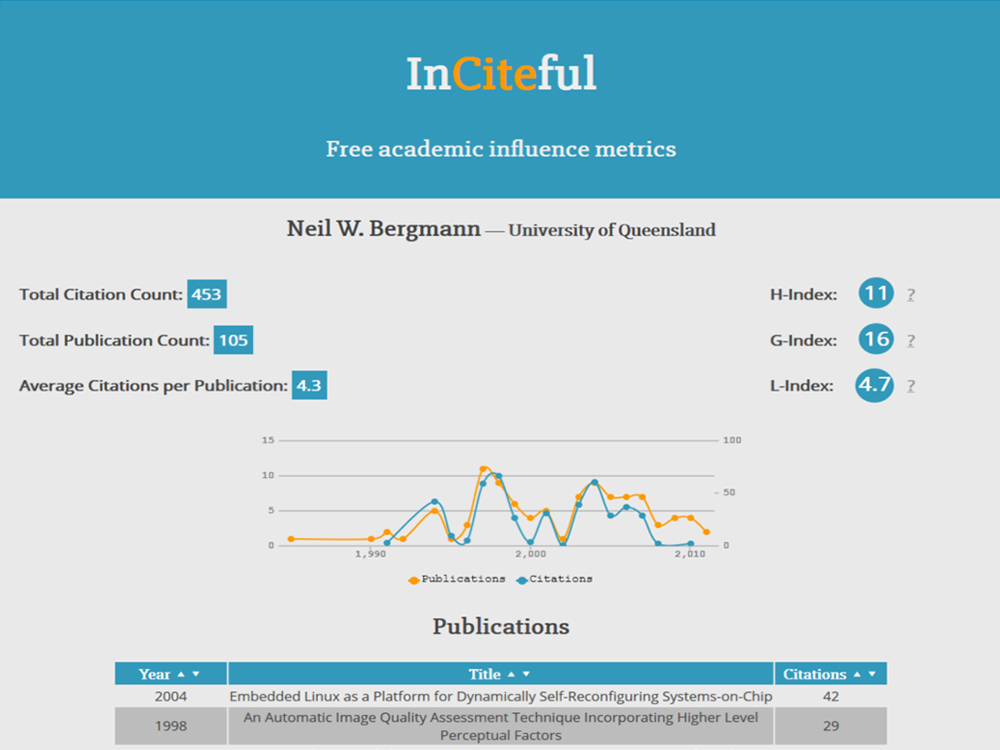 InCiteful
Free academic influence metrics
Neil W. Bergmann — University of Queensland
Total Citation Count: 453
H-Index: 11 ?
Total Publication Count: 105
G-Index: 16 ?
Average Citations per Publication: 4.3
L-Index: 4.7 ?
15 100
10
50
5
0 0
1,990 2,000 2,010
Publications Citations
Publications
Year ▲ ▼ Title ▲ ▼ Citations ▲ ▼
2004 Embedded Linux as a Platform for Dynamically Self-Reconfiguring Systems-on-Chip 42
1998 An Automatic Image Quality Assessment Technique Incorporating Higher Level 29
Perceptual Factors